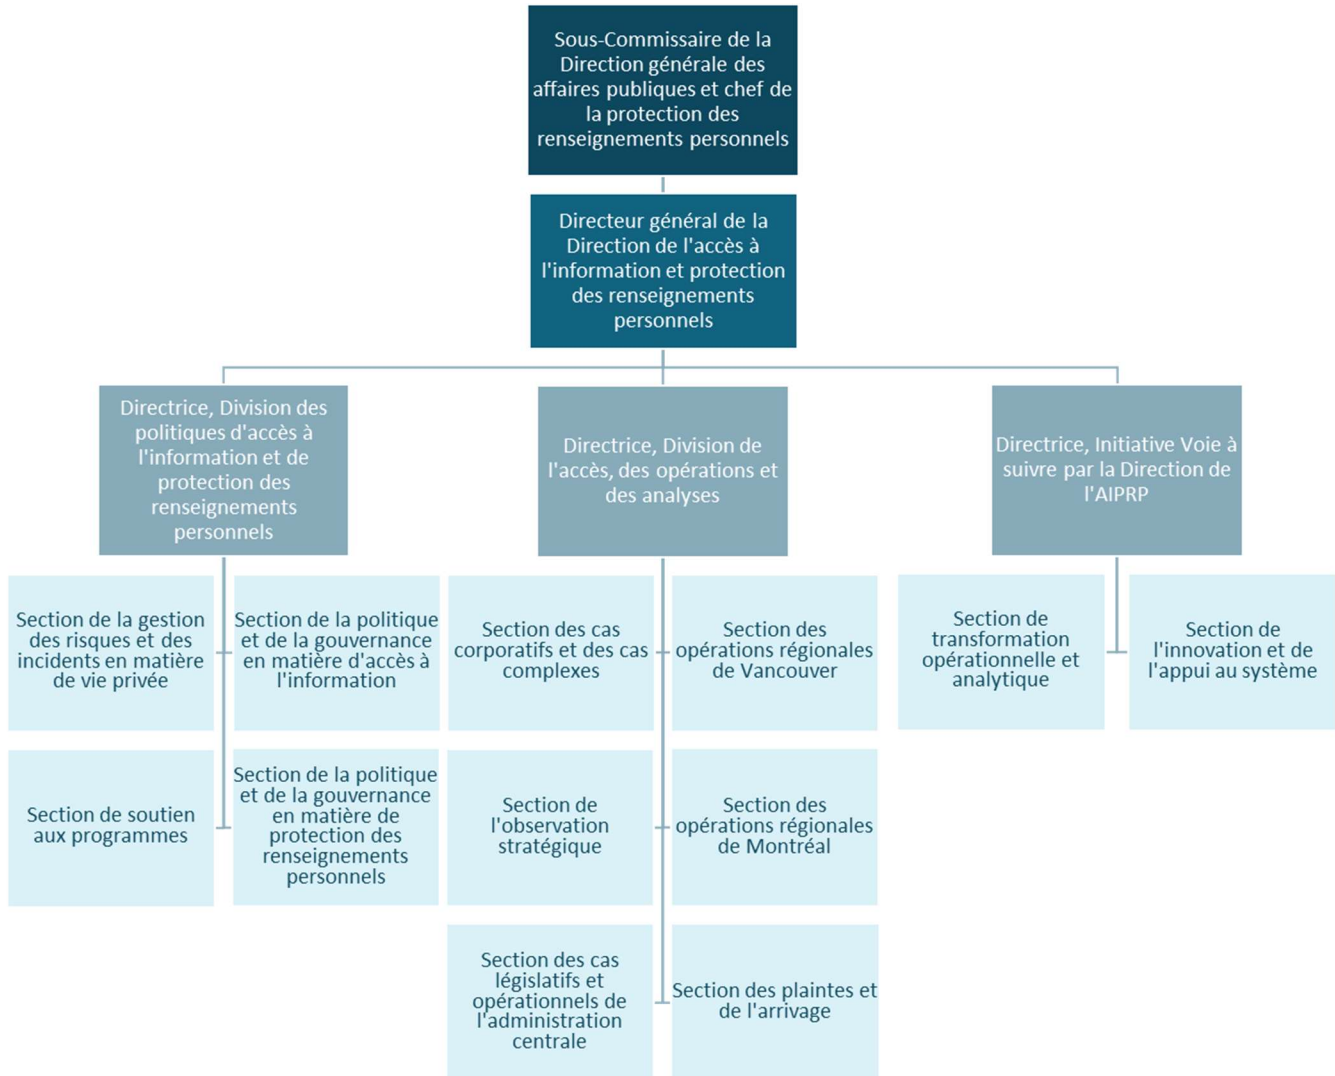 Sous-Commissaire de la
Direction générale des
affaires publiques et chef de
la protection des
renseignements personnels
Directeur général de la
Direction de l'accès à
l'information et protection
des renseignements
personnels
Directrice, Division des
politiques d'accès à
l'information et de
protection des
renseignements
personnels
Directrice, Division de
l'accès, des opérations et
des analyses
Directrice, Initiative Voie à
suivre par la Direction de
l'AIPRP
Section de la gestion
des risques et des
incidents en matière
de vie privée
Section de la politique
et de la gouvernance
en matière d'accès à
l'information
Section des cas
corporatifs et des cas
complexes
Section des
opérations régionales
de Vancouver
Section de
transformation
opérationnelle et
analytique
Section de
l'innovation et de
l'appui au système
Section de soutien
aux programmes
Section de la politique
et de la gouvernance
en matière de
protection des
renseignements
personnels
Section de
l'observation
stratégique
Section des
opérations régionales
de Montréal
Section des cas
législatifs et
opérationnels de
l'administration
centrale
Section des plaintes et
de l'arrivage